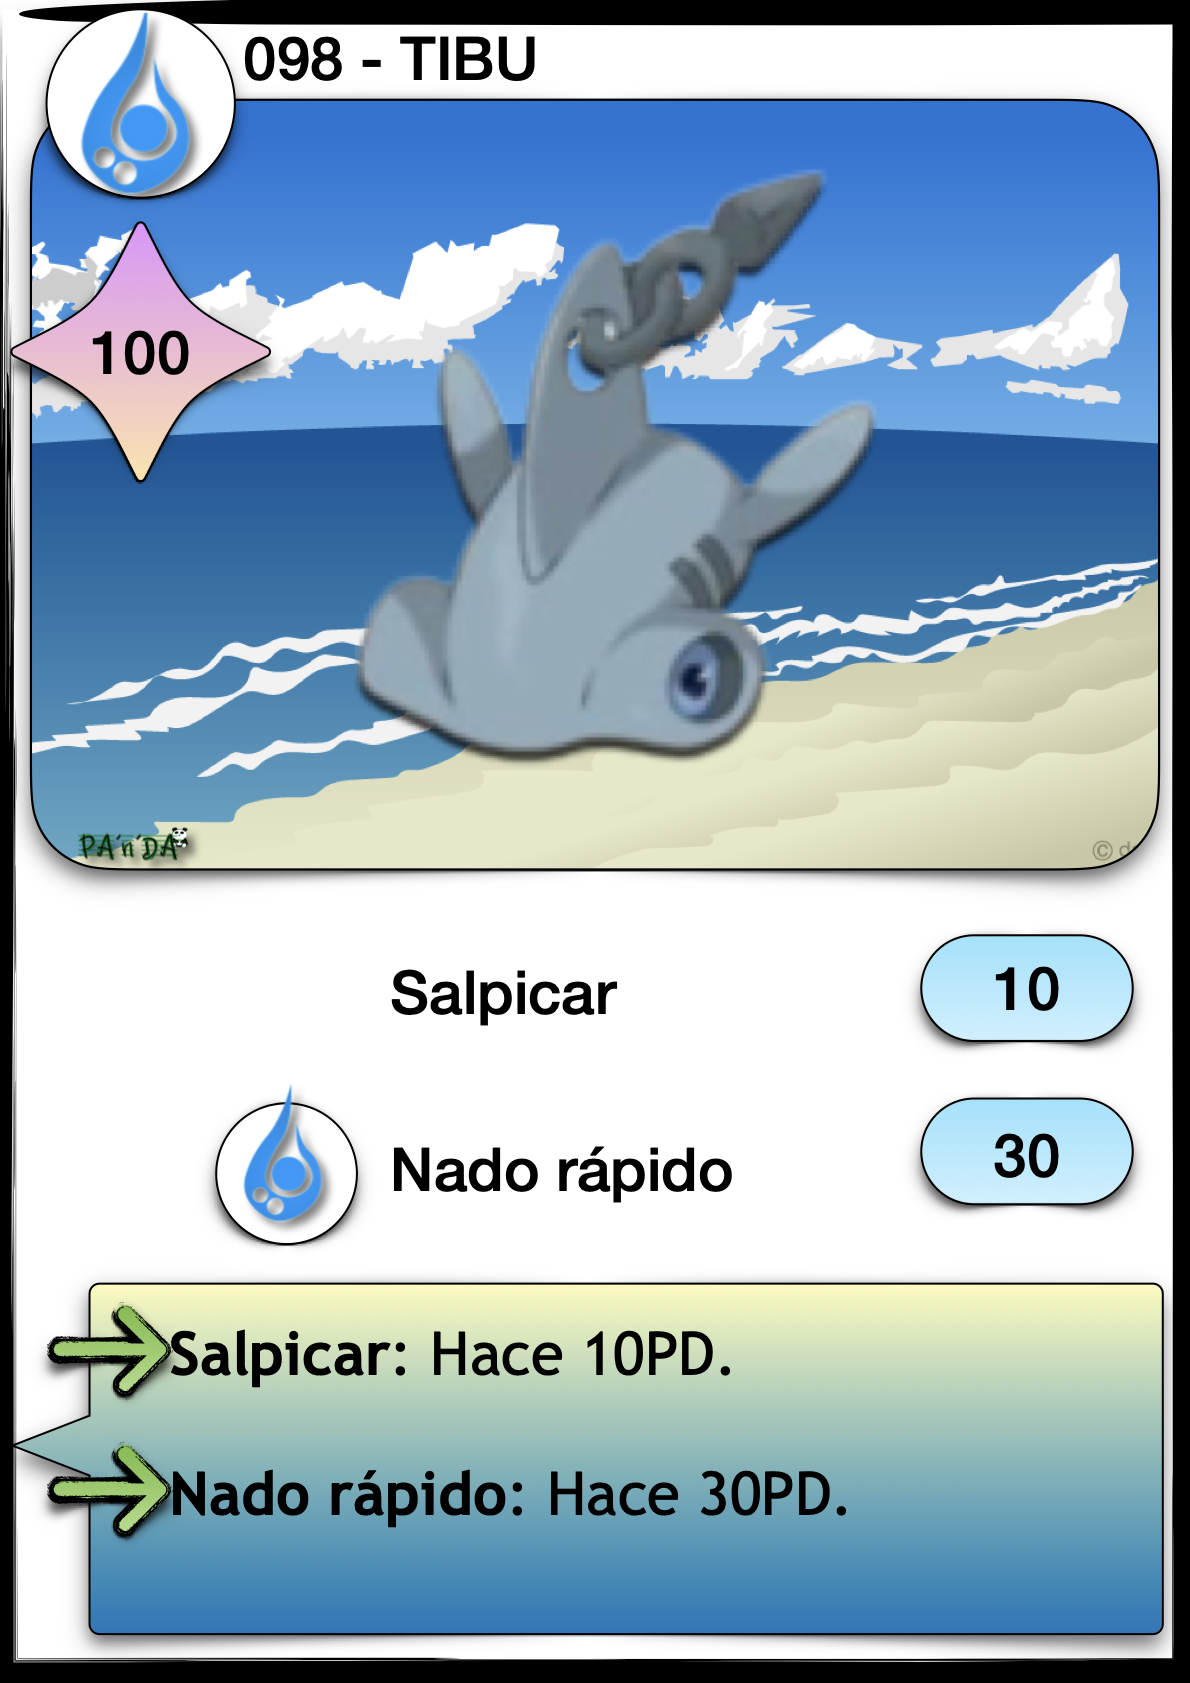 098 - TIBU
100
PA'n'DA
©
Salpicar
10
Nado rápido
30
Salpicar: Hace 10PD.
Nado rápido: Hace 30PD.